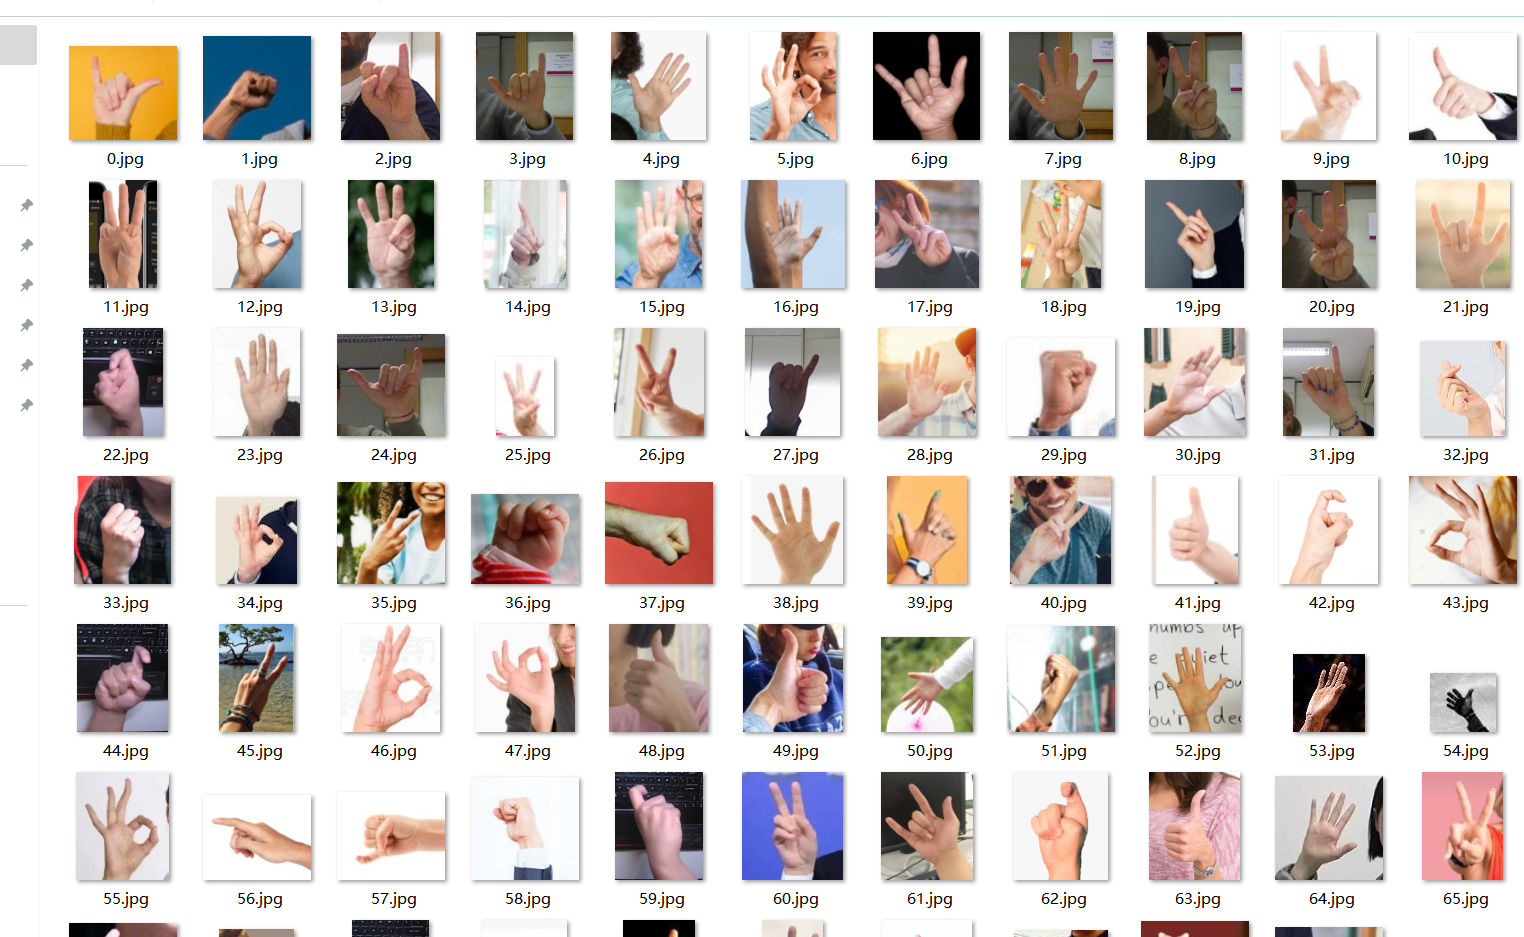 0.jpg 1.jpg 2.jpg 3.jpg 4.jpg 5.jpg 6.jpg 7.jpg 8.jpg 9.jpg 10.jpg
11.jpg 12.jpg 13.jpg 14.jpg 15.jpg 16.jpg 17.jpg 18.jpg 19.jpg 20.jpg 21.jpg
22.jpg 23.jpg 24.jpg 25.jpg 26.jpg 27.jpg 28.jpg 29.jpg 30.jpg 31.jpg 32.jpg
33.jpg 34.jpg 35.jpg 36.jpg 37.jpg 38.jpg 39.jpg 40.jpg 41.jpg 42.jpg 43.jpg
umbs up
e uiet
44.jpg 45.jpg 46.jpg 47.jpg 48.jpg 49.jpg 50.jpg 51.jpg 52.jpg 53.jpg 54.jpg
55.jpg 56.jpg 57.jpg 58.jpg 59.jpg 60.jpg 61.jpg 62.jpg 63.jpg 64.jpg 65.jpg